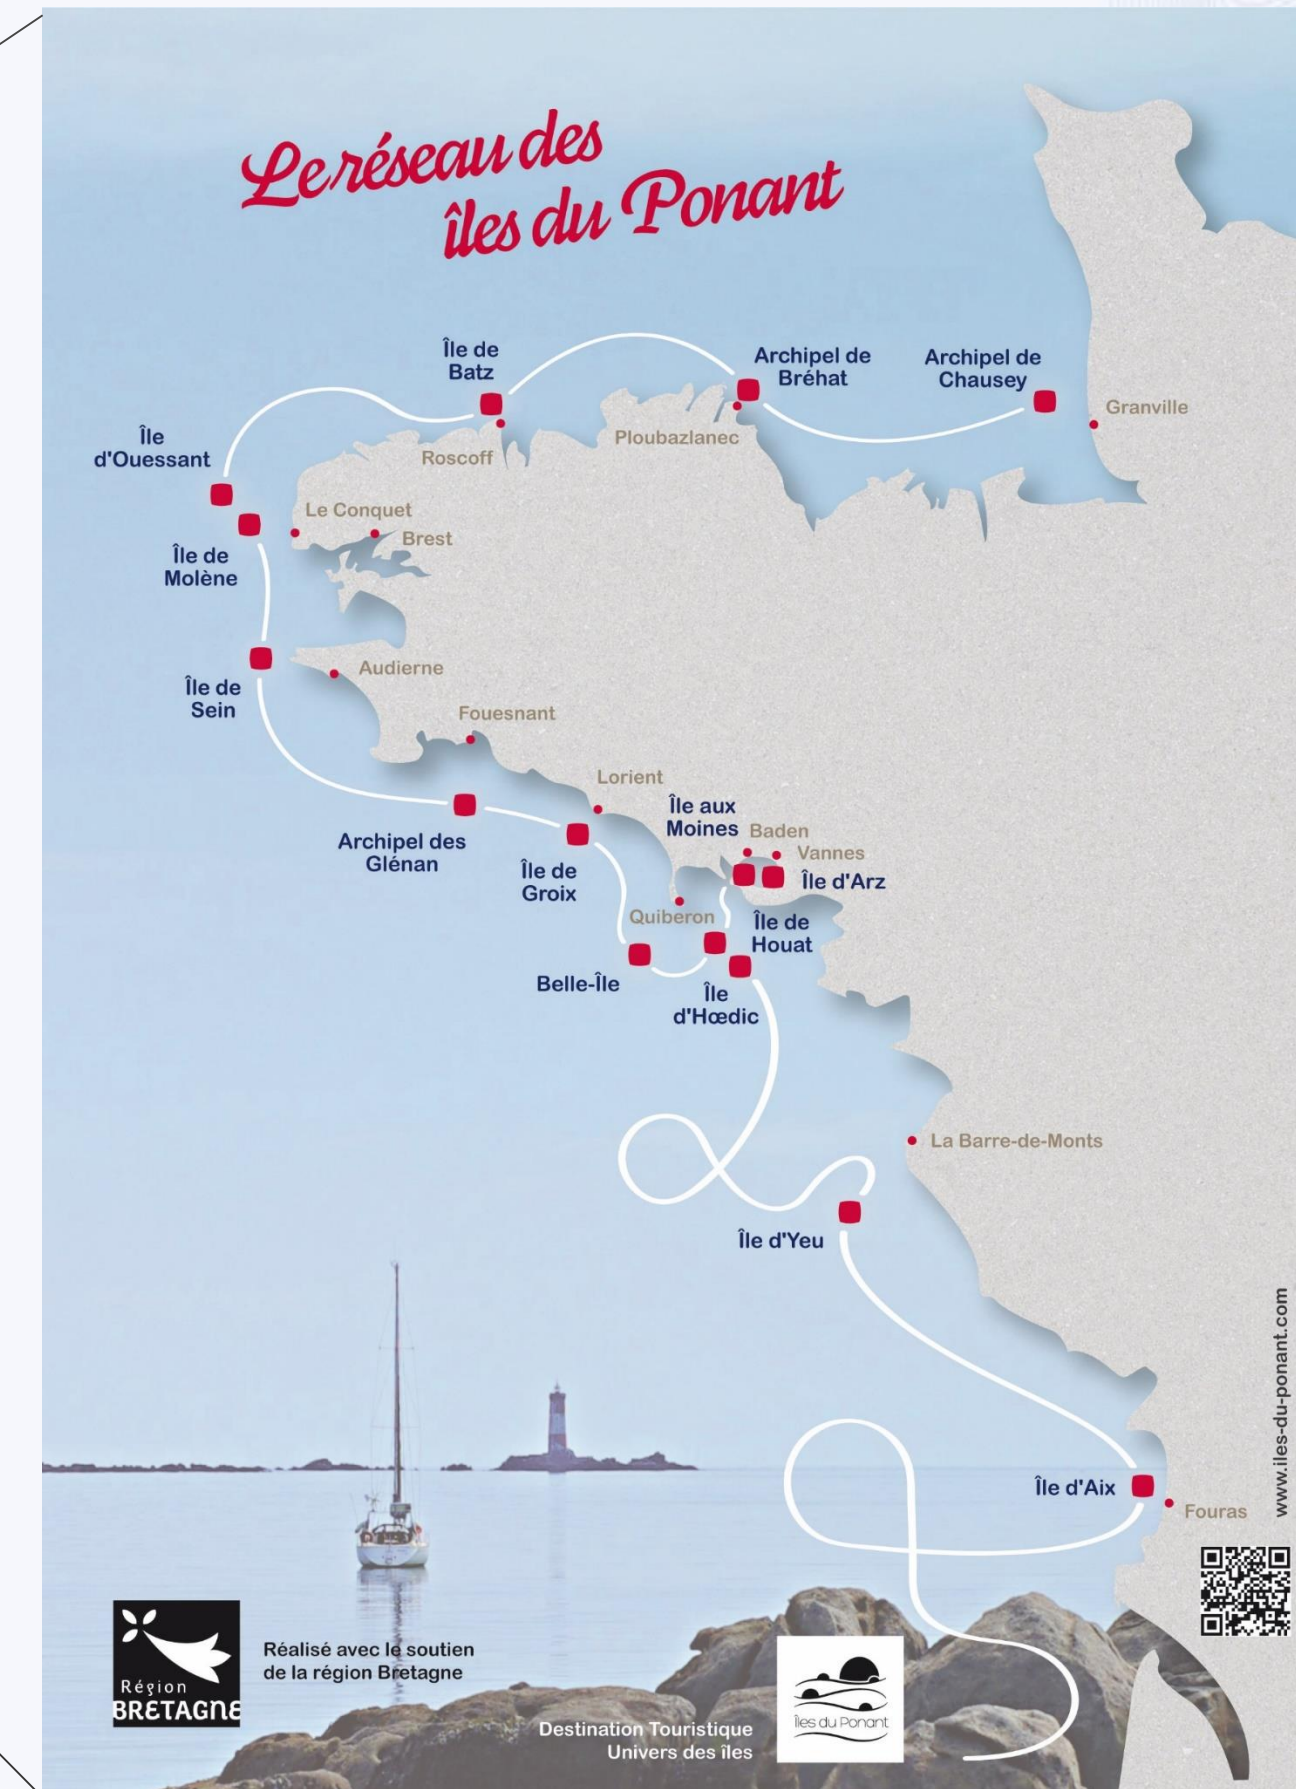 Le réseau des
îles du Ponant
Île de
Batz
Archipel de
Bréhat
Archipel de
Chausey
Granville
Île
d'Ouessant
Roscoff
Ploubazlanec
Le Conquet
Brest
Île de
Molène
Île de
Sein
Audierne
Fouesnant
Lorient
Île aux
Moines
Baden
Vannes
Archipel des
Glénan
Île de
Groix
Île d'Arz
Quiberon
Île de
Houat
Belle-Île
Île
d'Hœdic
La Barre-de-Monts
Île d'Yeu
Île d'Aix
Fouras
www.iles-du-ponant.com
Région
BRETAGNE
Réalisé avec le soutien
de la région Bretagne
Destination Touristique
Univers des îles
Îles du Ponant